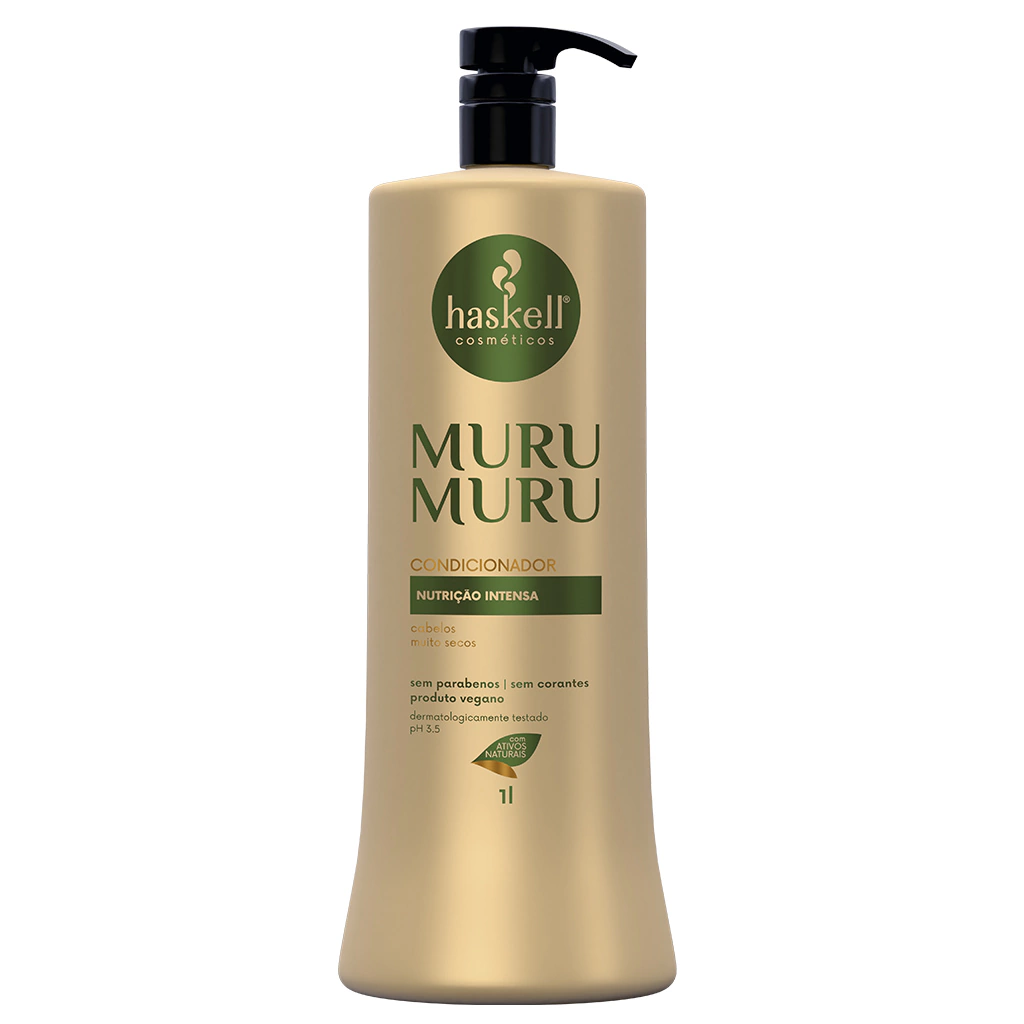 haskell®
cosméticos
MURU
MURU
CONDICIONADOR
NUTRIÇÃO INTENSA
cabelos
muito secos
sem parabenos | sem corantes
produto vegano
dermatologicamente testado
pH 3.5
com
ATIVOS
NATURAIS
1l